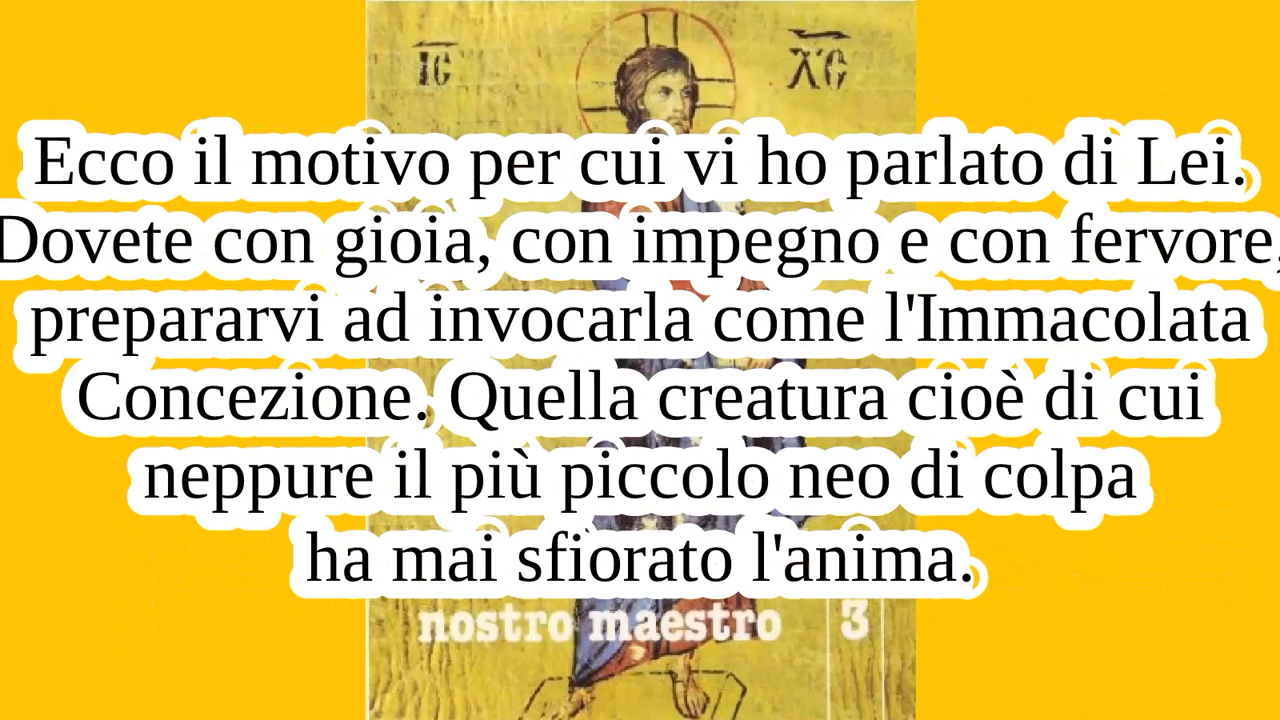 IC XC
Ecco il motivo per cui vi ho parlato di Lei.
Dovete con gioia, con impegno e con fervore,
prepararvi ad invocarla come l'Immacolata
Concezione. Quella creatura cioè di cui
neppure il più piccolo neo di colpa
ha mai sfiorato l'anima.
nostro maestro 3